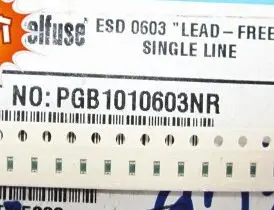 elfuse ESD 0603 "LEAD-FREE
SINGLE LINE
NO: PGB1010603NR